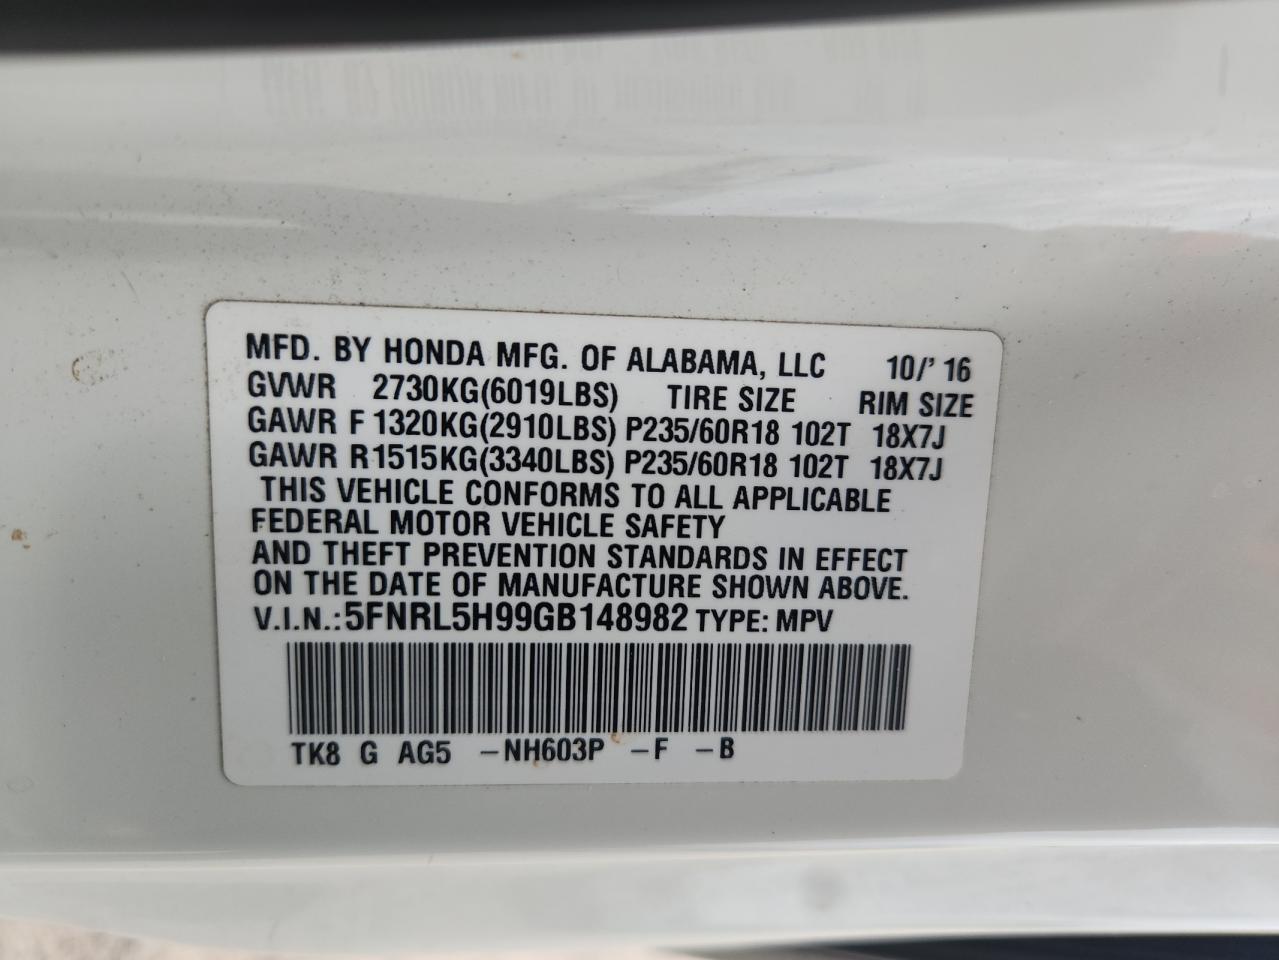 MFD. BY HONDA MFG. OF ALABAMA, LLC 10/' 16
GVWR 2730KG(6019LBS) TIRE SIZE RIM SIZE
GAWR F 1320KG(2910LBS) P235/60R18 102T 18X7J
GAWR R1515KG(3340LBS) P235/60R18 102T 18X7J
THIS VEHICLE CONFORMS TO ALL APPLICABLE
FEDERAL MOTOR VEHICLE SAFETY
AND THEFT PREVENTION STANDARDS IN EFFECT
ON THE DATE OF MANUFACTURE SHOWN ABOVE.
V.I.N.:5FNRL5H99GB148982 TYPE: MPV
TK8 G AG5 -NH603P -F -B